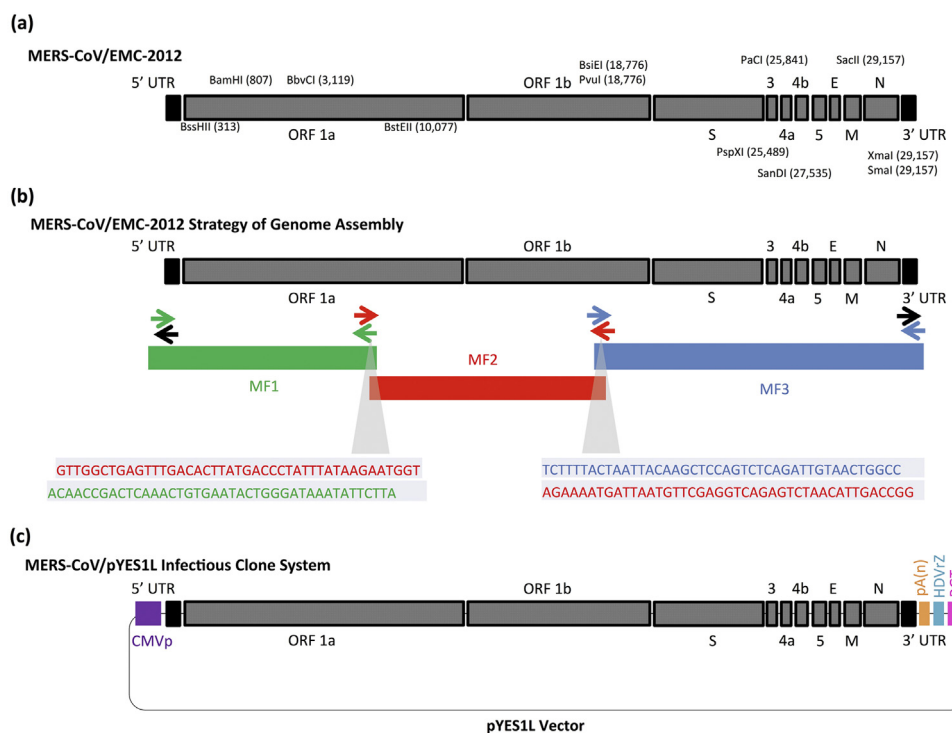 (a)
MERS-CoV/EMC-2012
5' UTR
BamHI (807)
BbvCI (3,119)
ORF 1b
BsiEI (18,776)
PvuI (18,776)
PaCI (25,841)
SacII (29,157)
3 4b E N
BssHII (313)
ORF 1a
BstEII (10,077)
S 4a 5 M 3' UTR
PspXI (25,489)
SanDI (27,535)
XmaI (29,157)
SmaI (29,157)
(b)
MERS-CoV/EMC-2012 Strategy of Genome Assembly
5' UTR ORF 1b 3 4b E N
ORF 1a S 4a 5 M 3' UTR
MF1
MF2
MF3
GTTGGCTGAGTTTGACACTTATGACCCTATTTATAAGAATGGT
ACAACCGACTCAAACTGTGAATACTGGGATAAATATTCTTA
TCTTTTACTAATTACAAGCTCCAGTCTCAGATTGTAACTGGCC
AGAAAATGATTAATGTTCGAGGTCAGAGTCTAACATTGACCGG
(c)
MERS-CoV/pYES1L Infectious Clone System
5' UTR ORF 1b 3 4b E N
pA(n)
HDVrZ
CMVp
ORF 1a S 4a 5 M 3' UTR
pYES1L Vector